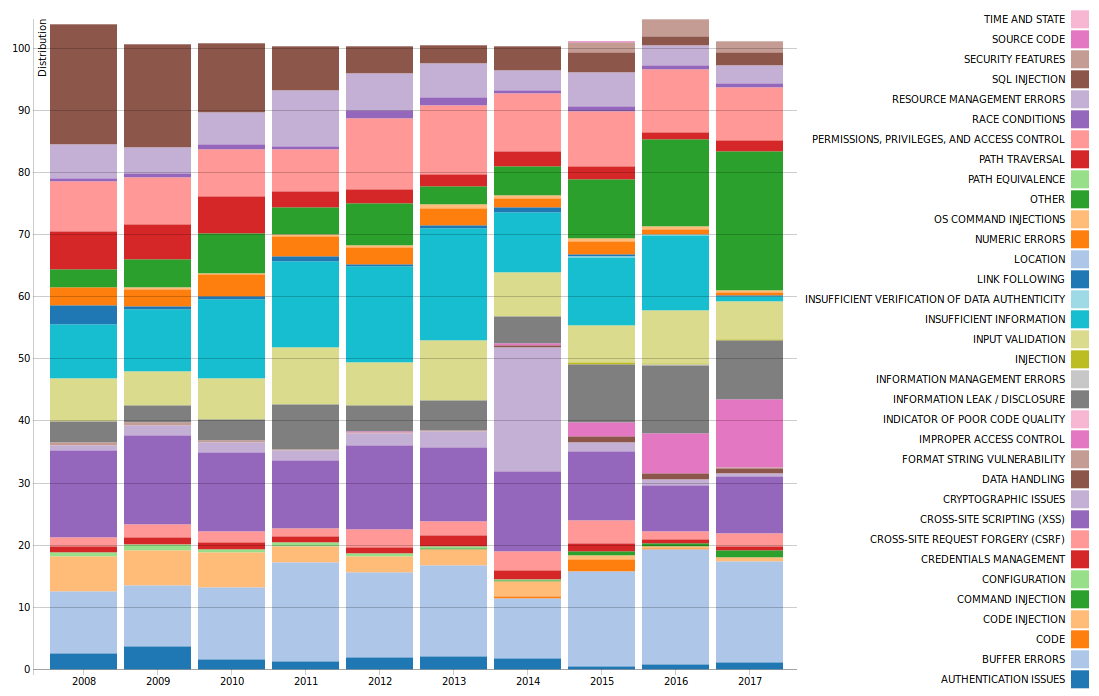 Distribution
100
90
80
70
60
50
40
30
20
10
0
2008
2009
2010
2011
2012
2013
2014
2015
2016
2017
TIME AND STATE
SOURCE CODE
SECURITY FEATURES
SQL INJECTION
RESOURCE MANAGEMENT ERRORS
RACE CONDITIONS
PERMISSIONS, PRIVILEGES, AND ACCESS CONTROL
PATH TRAVERSAL
PATH EQUIVALENCE
OTHER
OS COMMAND INJECTIONS
NUMERIC ERRORS
LOCATION
LINK FOLLOWING
INSUFFICIENT VERIFICATION OF DATA AUTHENTICITY
INSUFFICIENT INFORMATION
INPUT VALIDATION
INJECTION
INFORMATION MANAGEMENT ERRORS
INFORMATION LEAK / DISCLOSURE
INDICATOR OF POOR CODE QUALITY
IMPROPER ACCESS CONTROL
FORMAT STRING VULNERABILITY
DATA HANDLING
CRYPTOGRAPHIC ISSUES
CROSS-SITE SCRIPTING (XSS)
CROSS-SITE REQUEST FORGERY (CSRF)
CREDENTIALS MANAGEMENT
CONFIGURATION
COMMAND INJECTION
CODE INJECTION
CODE
BUFFER ERRORS
AUTHENTICATION ISSUES